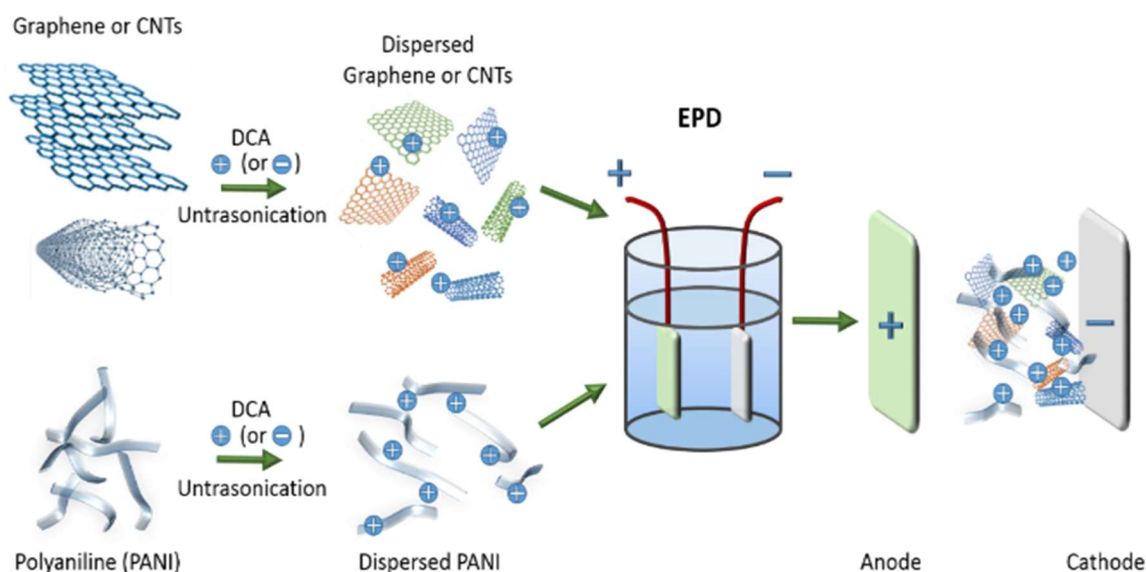 Graphene or CNTs
Dispersed
Graphene or CNTs
DCA
+ (or −)
Untrasonication
EPD
+ −
+
−
DCA
+ (or −)
Untrasonication
Polyaniline (PANI)
Dispersed PANI
Anode
Cathode